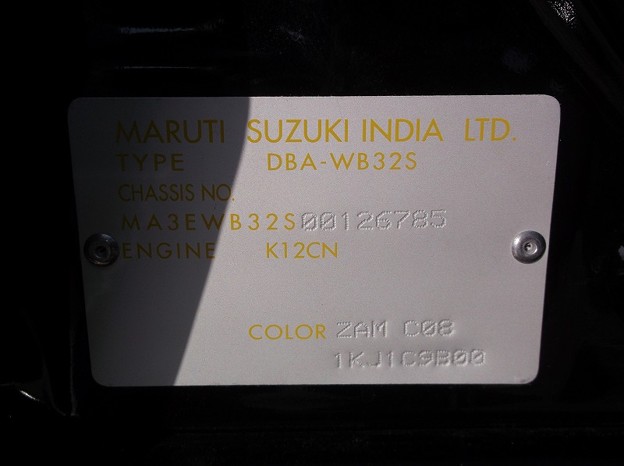 MARUTI SUZUKI INDIA LTD.
TYPE DBA-WB32S
CHASSIS NO.
MA3EWB32S00126785
ENGINE K12CN
COLOR ZAM C08
1KJ1C9B00